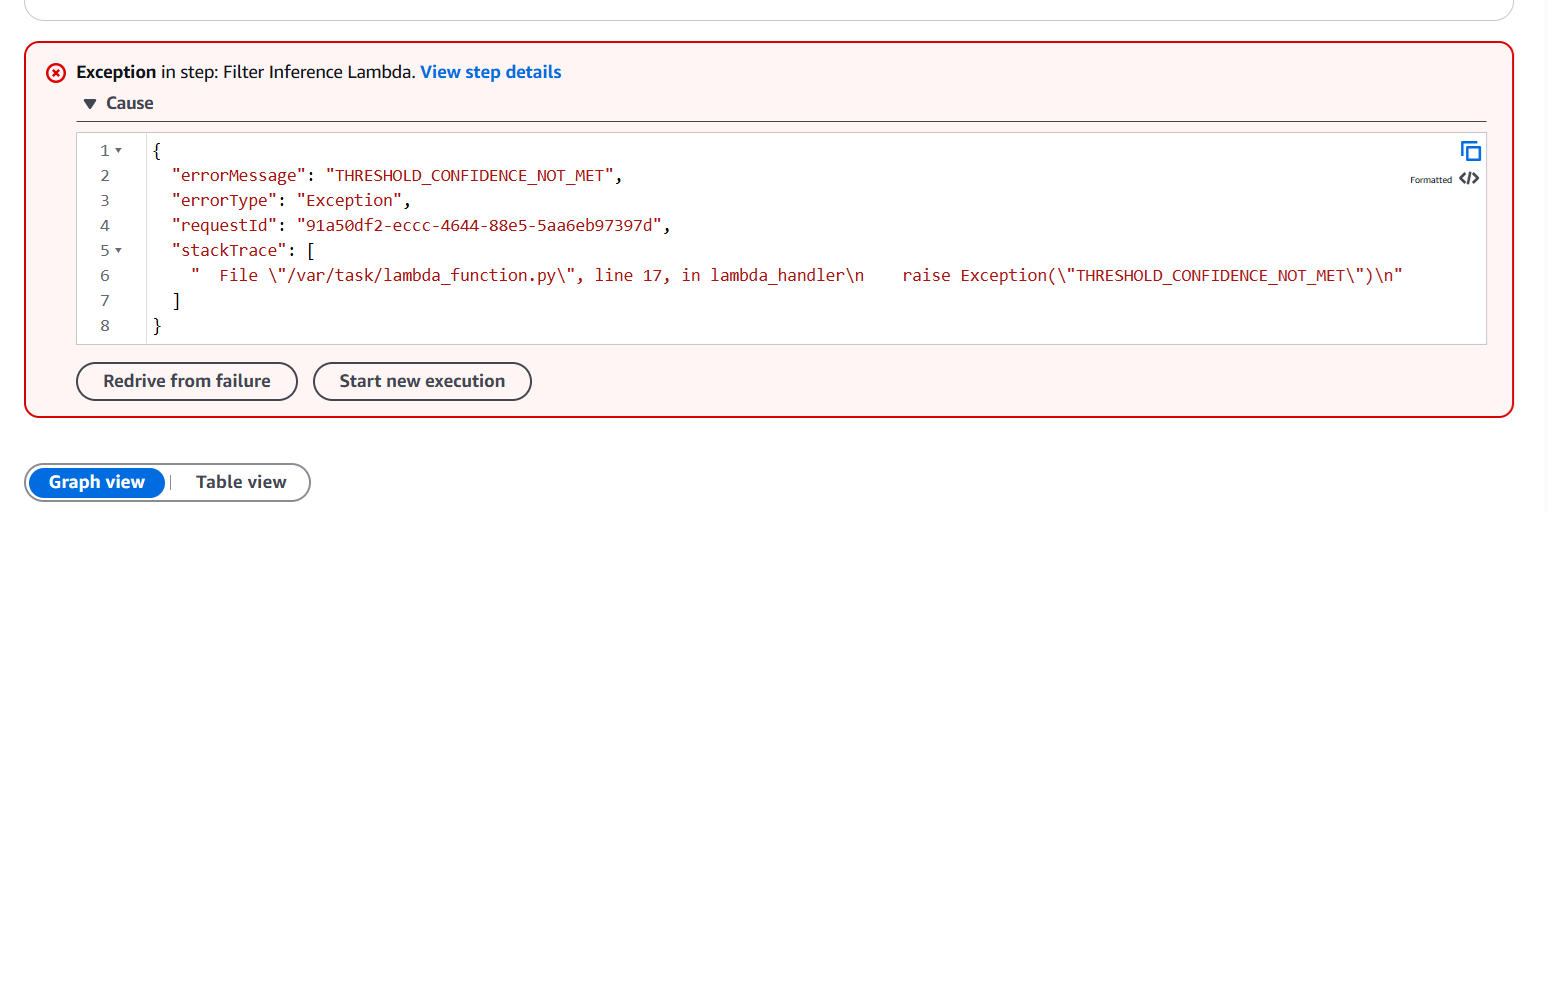 Exception in step: Filter Inference Lambda. View step details
Cause
1 {
2 "errorMessage": "THRESHOLD_CONFIDENCE_NOT_MET",
Formatted </>
3 "errorType": "Exception",
4 "requestId": "91a50df2-eccc-4644-88e5-5aa6eb97397d",
5 "stackTrace": [
6 "  File \"/var/task/lambda_function.py\", line 17, in lambda_handler\n    raise Exception(\"THRESHOLD_CONFIDENCE_NOT_MET\")\n"
7 ]
8 }
Redrive from failure Start new execution
Graph view | Table view